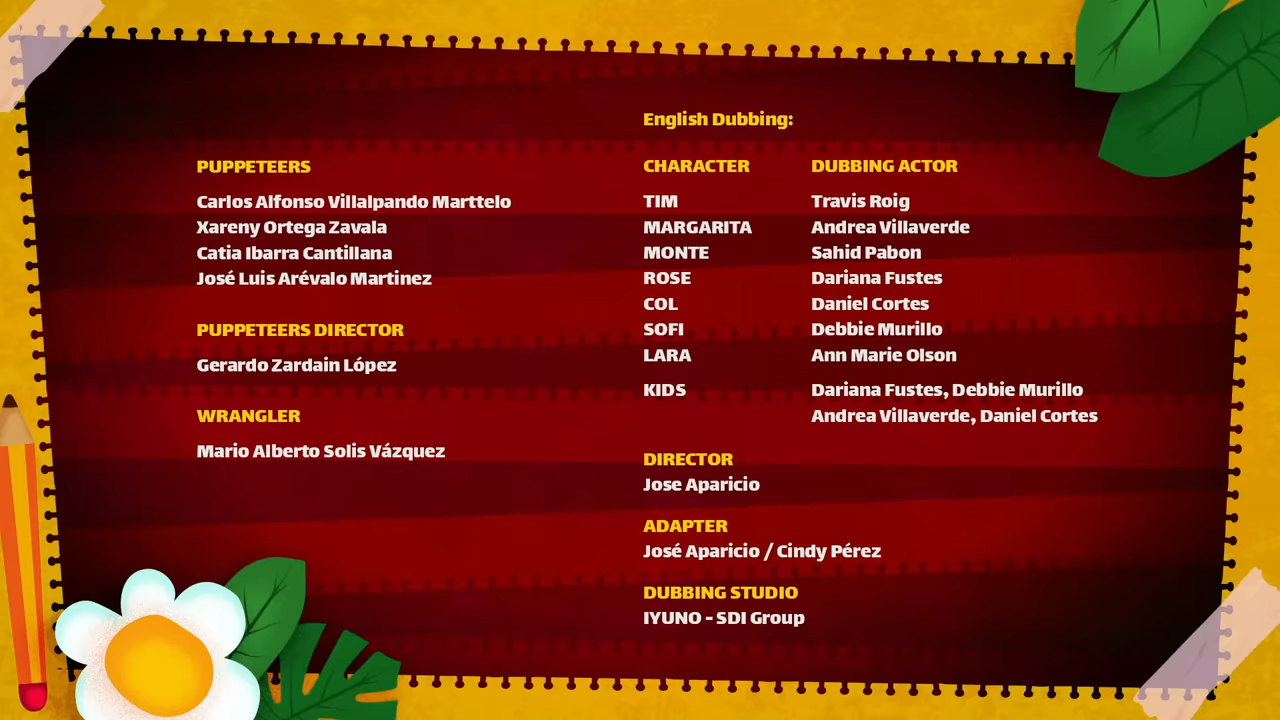 PUPPETEERS
Carlos Alfonso Villalpando Marttelo
Xareny Ortega Zavala
Catia Ibarra Cantillana
José Luis Arévalo Martinez
PUPPETEERS DIRECTOR
Gerardo Zardain López
WRANGLER
Mario Alberto Solis Vázquez
English Dubbing:
CHARACTER DUBBING ACTOR
TIM Travis Roig
MARGARITA Andrea Villaverde
MONTE Sahid Pabon
ROSE Dariana Fustes
COL Daniel Cortes
SOFI Debbie Murillo
LARA Ann Marie Olson
KIDS Dariana Fustes, Debbie Murillo
Andrea Villaverde, Daniel Cortes
DIRECTOR
Jose Aparicio
ADAPTER
José Aparicio / Cindy Pérez
DUBBING STUDIO
IYUNO - SDI Group